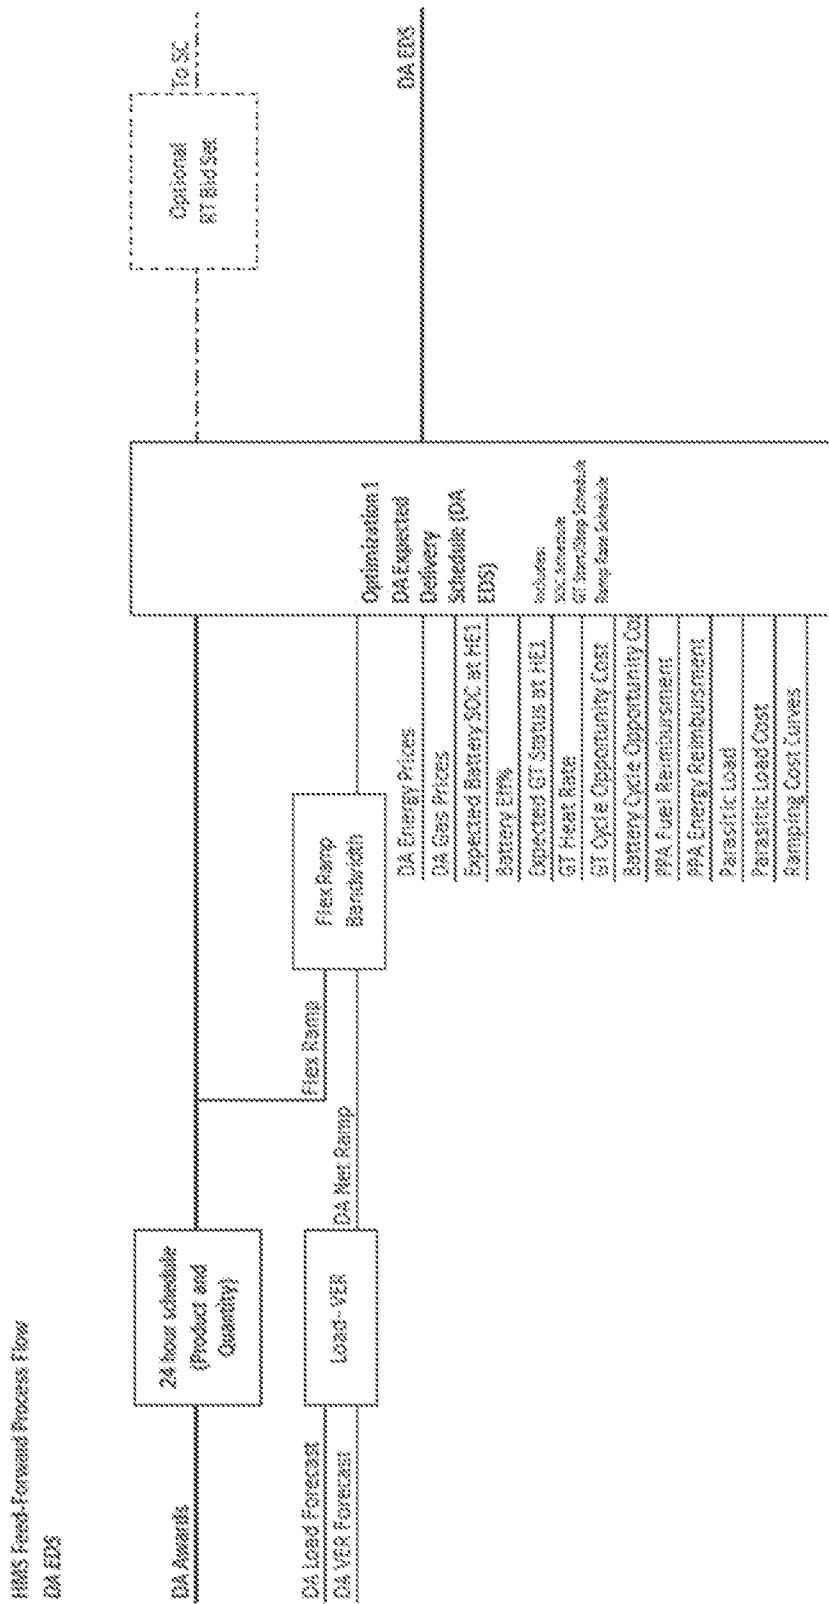 HMS Feed-Forward Process Flow
DA EDS
DA Awards
24 hour schedule
(Product and
Quantity)
DA Load Forecast
DA VER Forecast
Load - VER
DA Net Ramp
Flex Ramp
Flex Ramp
Bandwidth
DA Energy Prices
DA Gas Prices
Expected Battery SOC at HE1
Battery Eff%
Expected GT Status at HE1
GT Heat Rate
GT Cycle Opportunity Cost
Battery Cycle Opportunity Cos
PPA Fuel Reimbursment
PPA Energy Reimbursment
Parasitic Load
Parasitic Load Cost
Ramping Cost Curves
Optimization 1
DA Expected
Delivery
Schedule (DA
EDS)
Includes:
SOC Schedule
GT Start/Stop Schedule
Ramp Base Schedule
Optional
RT Bid Set
To SC
DA EDS